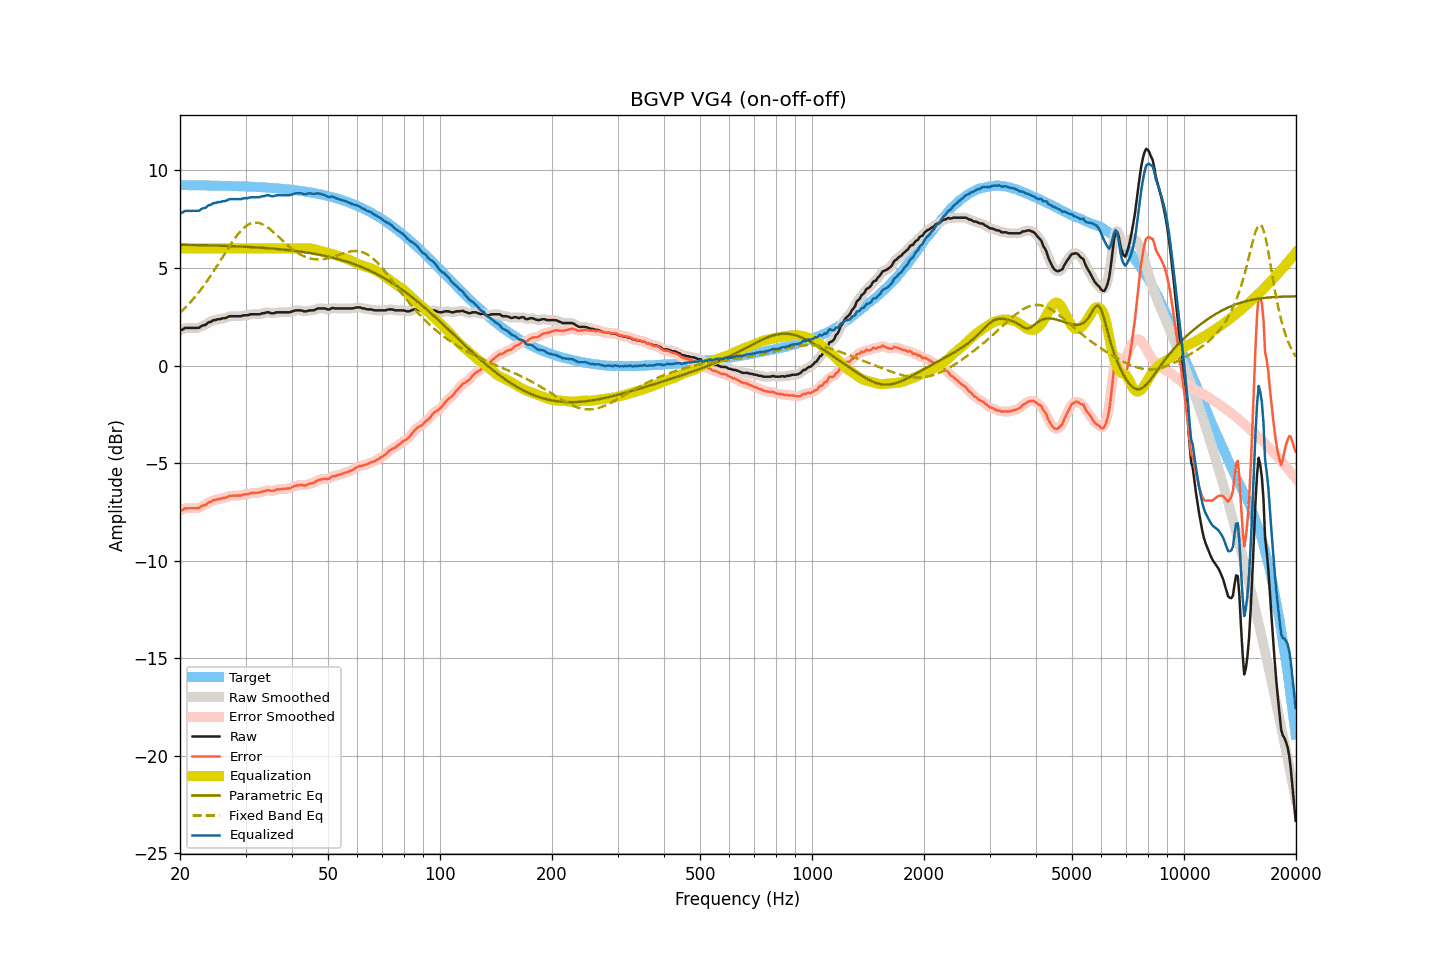 BGVP VG4 (on-off-off)
Amplitude (dBr)
10
5
0
−5
−10
−15
−20
−25
Target
Raw Smoothed
Error Smoothed
Raw
Error
Equalization
Parametric Eq
Fixed Band Eq
Equalized
20 50 100 200 500 1000 2000 5000 10000 20000
Frequency (Hz)